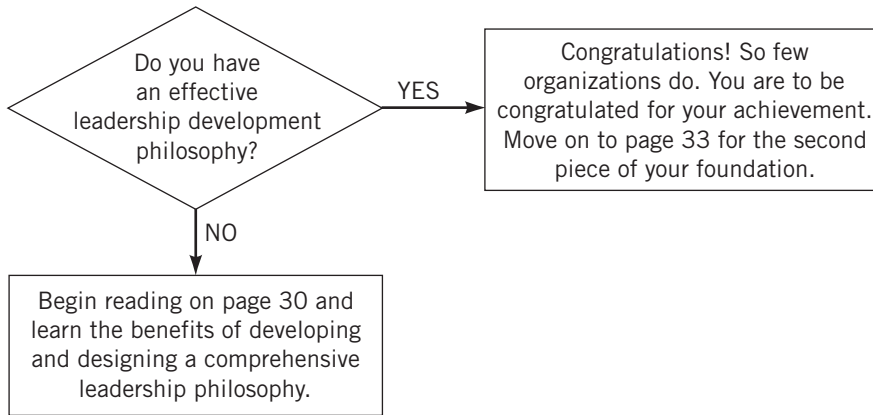 Do you have
an effective
leadership development
philosophy?
YES
Congratulations! So few
organizations do. You are to be
congratulated for your achievement.
Move on to page 33 for the second
piece of your foundation.
NO
Begin reading on page 30 and
learn the benefits of developing
and designing a comprehensive
leadership philosophy.